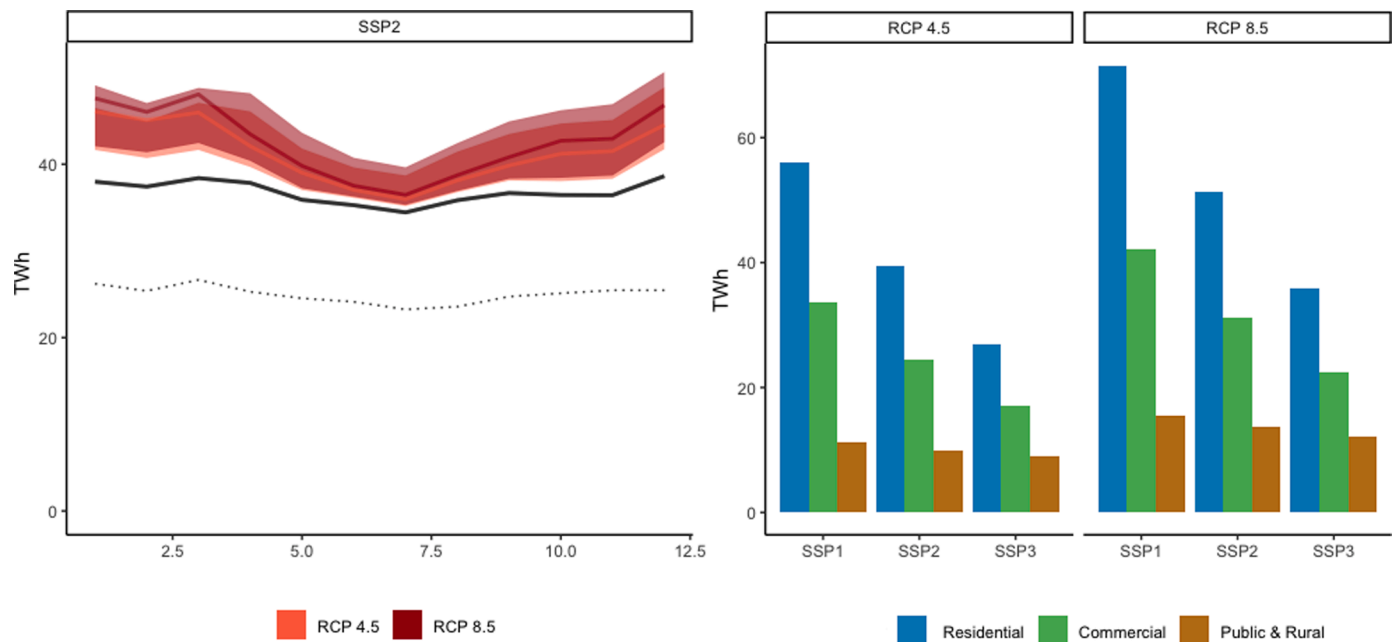 SSP2
TWh
40
20
0
2.5 5.0 7.5 10.0 12.5
RCP 4.5 RCP 8.5
RCP 4.5 RCP 8.5
TWh
60
40
20
0
SSP1 SSP2 SSP3 SSP1 SSP2 SSP3
Residential Commercial Public & Rural